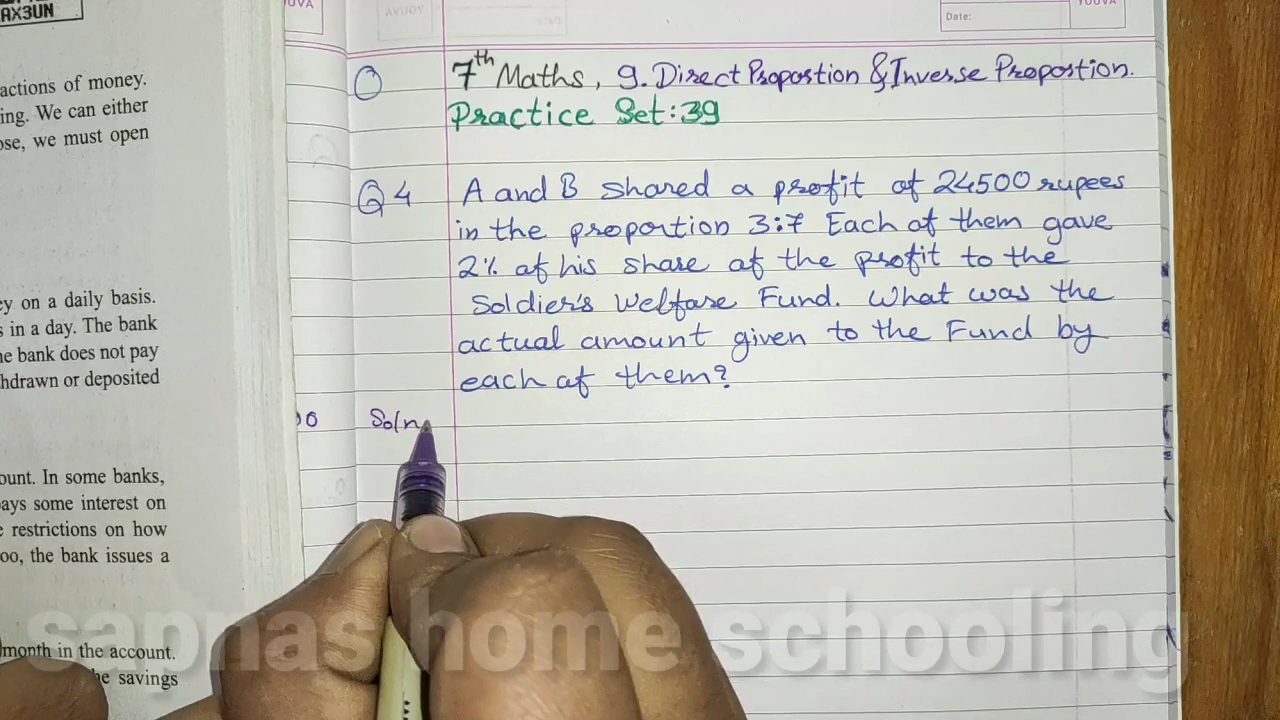 AX3UN
YOUVA
Date:
YOUVA
actions of money.
ing. We can either
ose, we must open
ey on a daily basis.
s in a day. The bank
he bank does not pay
hdrawn or deposited
ount. In some banks,
pays some interest on
e restrictions on how
oo, the bank issues a
month in the account.
he savings
7th Maths, 9. Direct Proportion & Inverse Proportion.
Practice Set:39
Q4 A and B shared a profit of 24500 rupees
in the proportion 3:7 Each of them gave
2% of his share of the profit to the
Soldier's Welfare Fund. What was the
actual amount given to the Fund by
each of them?
Soln
sapnas home schooling